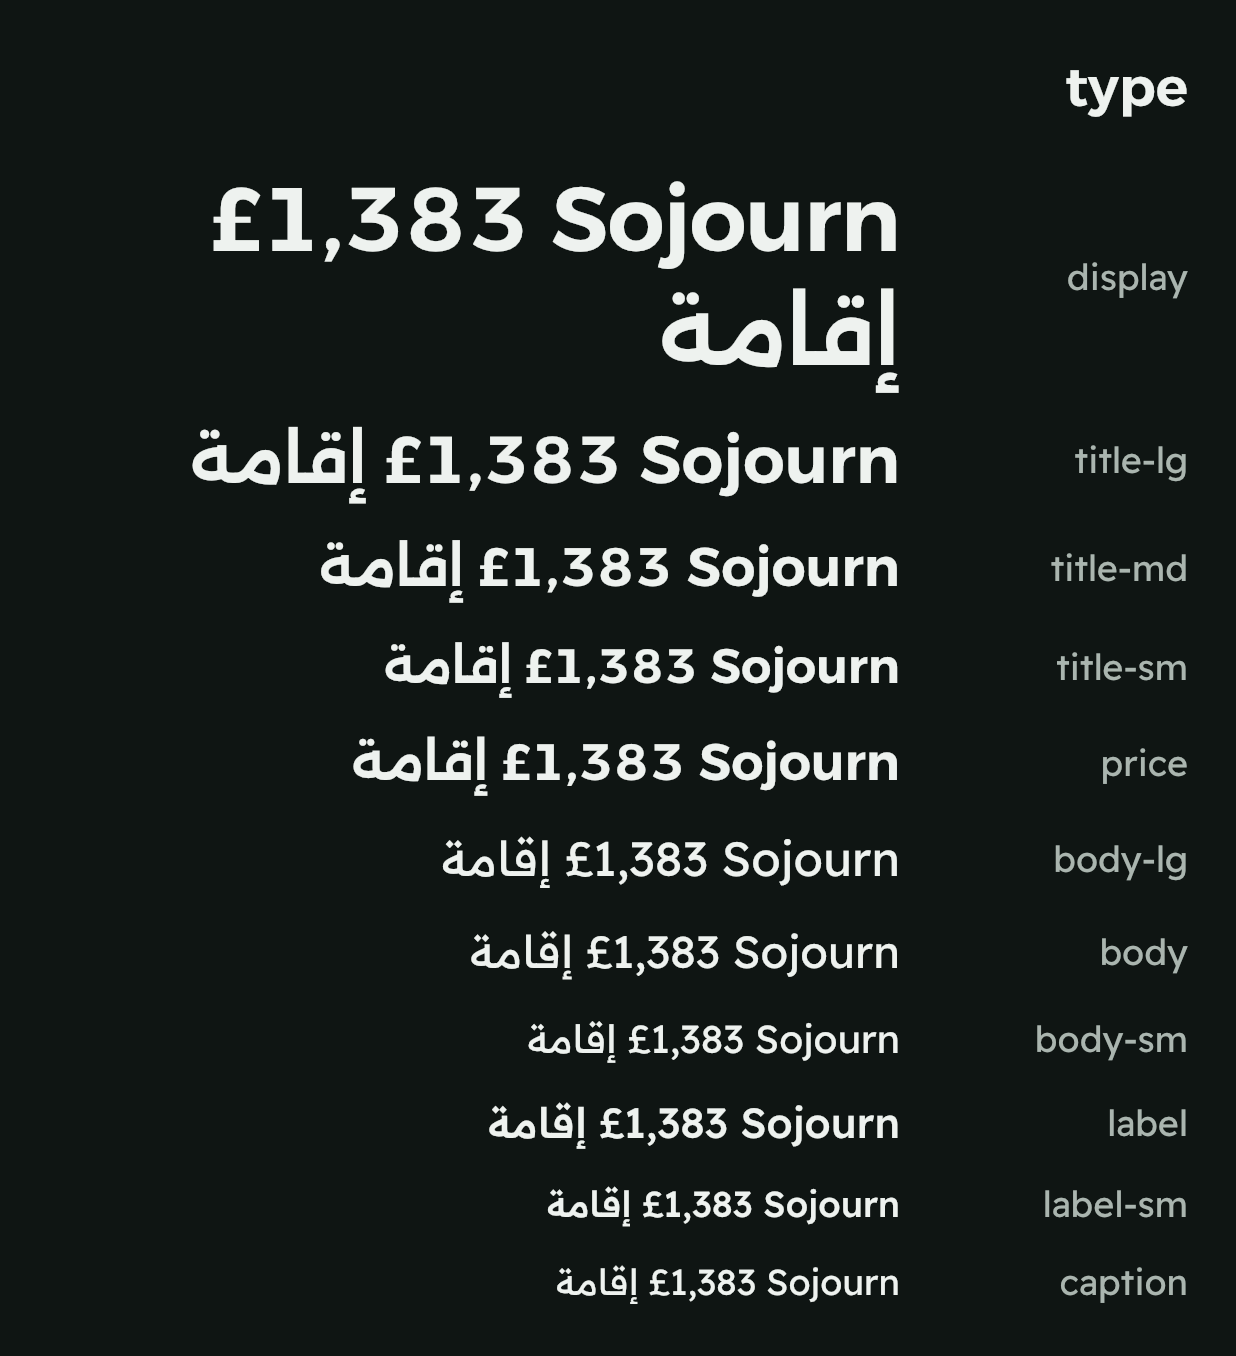 type
display
£1,383 Sojourn
إقامة
title-lg £1,383 Sojourn إقامة
title-md £1,383 Sojourn إقامة
title-sm £1,383 Sojourn إقامة
price £1,383 Sojourn إقامة
body-lg £1,383 Sojourn إقامة
body £1,383 Sojourn إقامة
body-sm £1,383 Sojourn إقامة
label £1,383 Sojourn إقامة
label-sm £1,383 Sojourn إقامة
caption £1,383 Sojourn إقامة